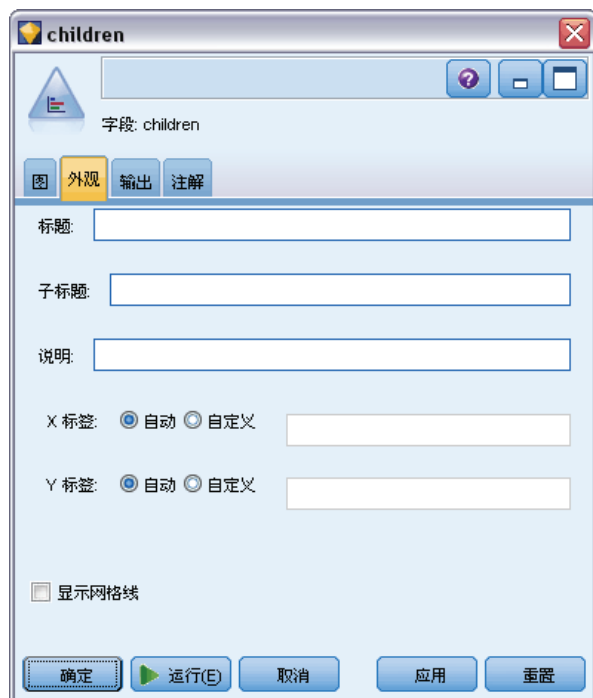 children
字段: children
图 外观 输出 注解
标题:
子标题:
说明:
X 标签: 自动 自定义
Y 标签: 自动 自定义
显示网格线
确定 运行(E) 取消 应用 重置